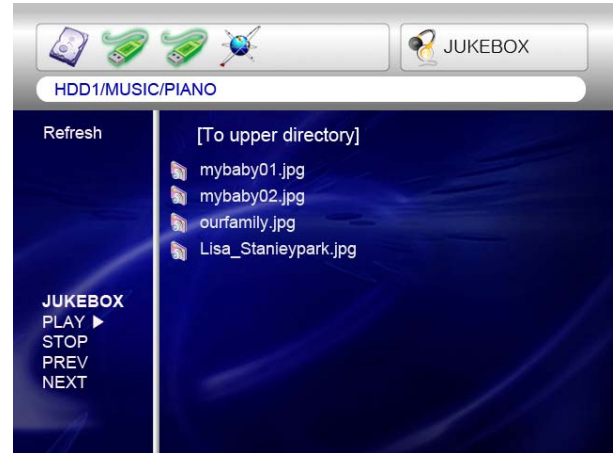 JUKEBOX
HDD1/MUSIC/PIANO
Refresh
[To upper directory]
mybaby01.jpg
mybaby02.jpg
ourfamily.jpg
Lisa_Stanieypark.jpg
JUKEBOX
PLAY ▶
STOP
PREV
NEXT